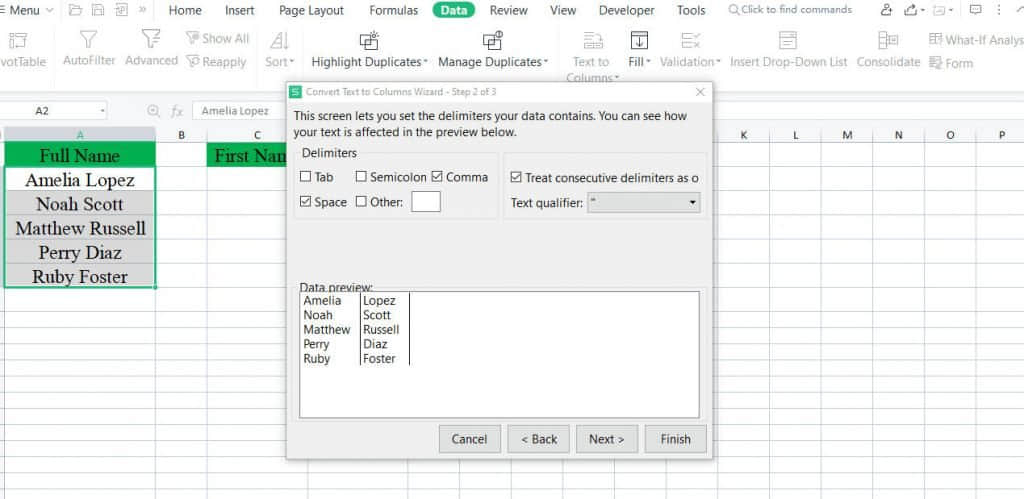 Menu Home Insert Page Layout Formulas Data Review View Developer Tools Click to find commands
Show All
votTable AutoFilter Advanced Reapply Sort Highlight Duplicates Manage Duplicates Text to Columns Fill Validation Insert Drop-Down List Consolidate What-If Analys
Form
A2 fx Amelia Lopez
Convert Text to Columns Wizard - Step 2 of 3
This screen lets you set the delimiters your data contains. You can see how
your text is affected in the preview below.
A B C K L M N O P
Full Name First Nan
Amelia Lopez
Noah Scott
Matthew Russell
Perry Diaz
Ruby Foster
Delimiters
Tab Semicolon Comma
Space Other:
Treat consecutive delimiters as o
Text qualifier: "
Data preview:
Amelia Lopez
Noah Scott
Matthew Russell
Perry Diaz
Ruby Foster
Cancel < Back Next > Finish